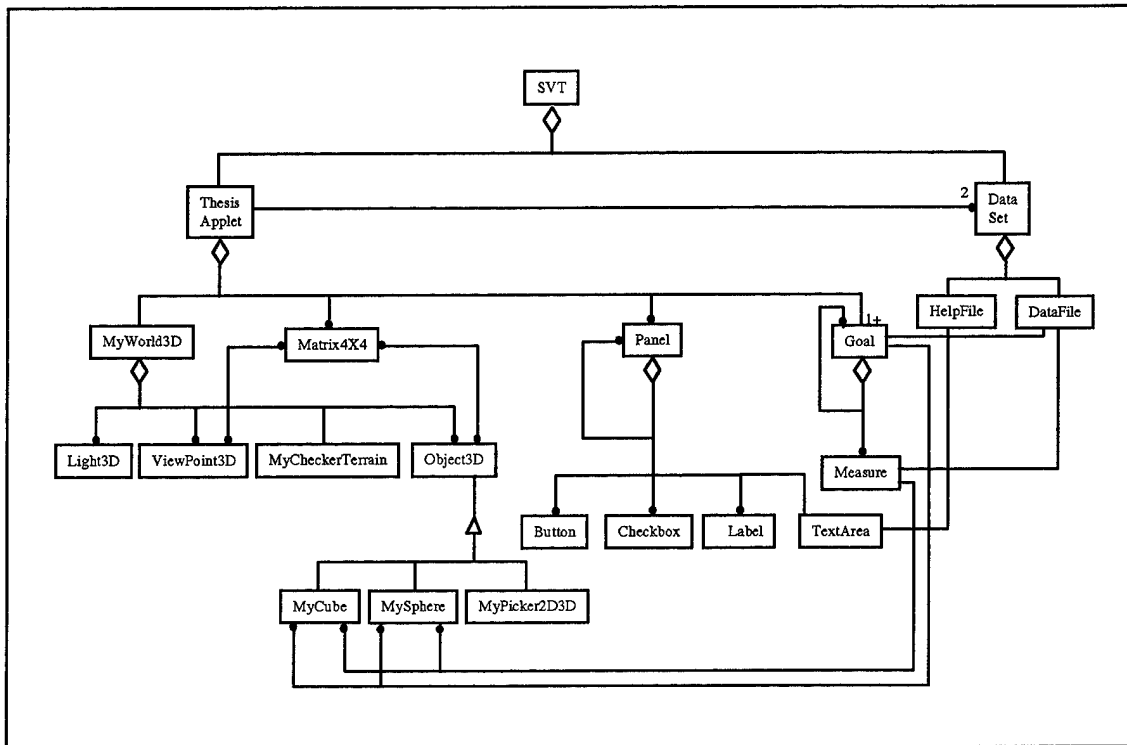 SVT
Thesis
Applet
2
Data
Set
HelpFile
DataFile
MyWorld3D
Matrix4X4
Panel
1+
Goal
Light3D
ViewPoint3D
MyCheckerTerrain
Object3D
Measure
Button
Checkbox
Label
TextArea
MyCube
MySphere
MyPicker2D3D